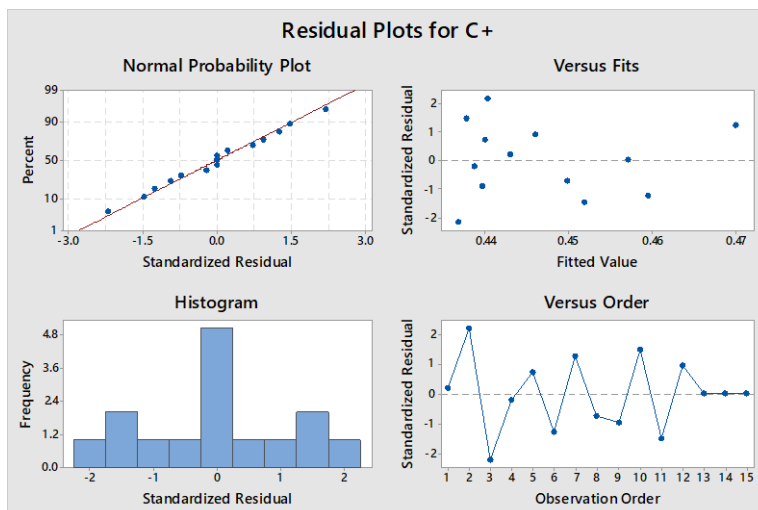 Residual Plots for C+
Normal Probability Plot
Percent
99
90
50
10
1
-3.0 -1.5 0.0 1.5 3.0
Standardized Residual
Versus Fits
Standardized Residual
2
1
0
-1
-2
0.44 0.45 0.46 0.47
Fitted Value
Histogram
Frequency
4.8
3.6
2.4
1.2
0.0
-2 -1 0 1 2
Standardized Residual
Versus Order
Standardized Residual
2
1
0
-1
-2
1 2 3 4 5 6 7 8 9 10 11 12 13 14 15
Observation Order